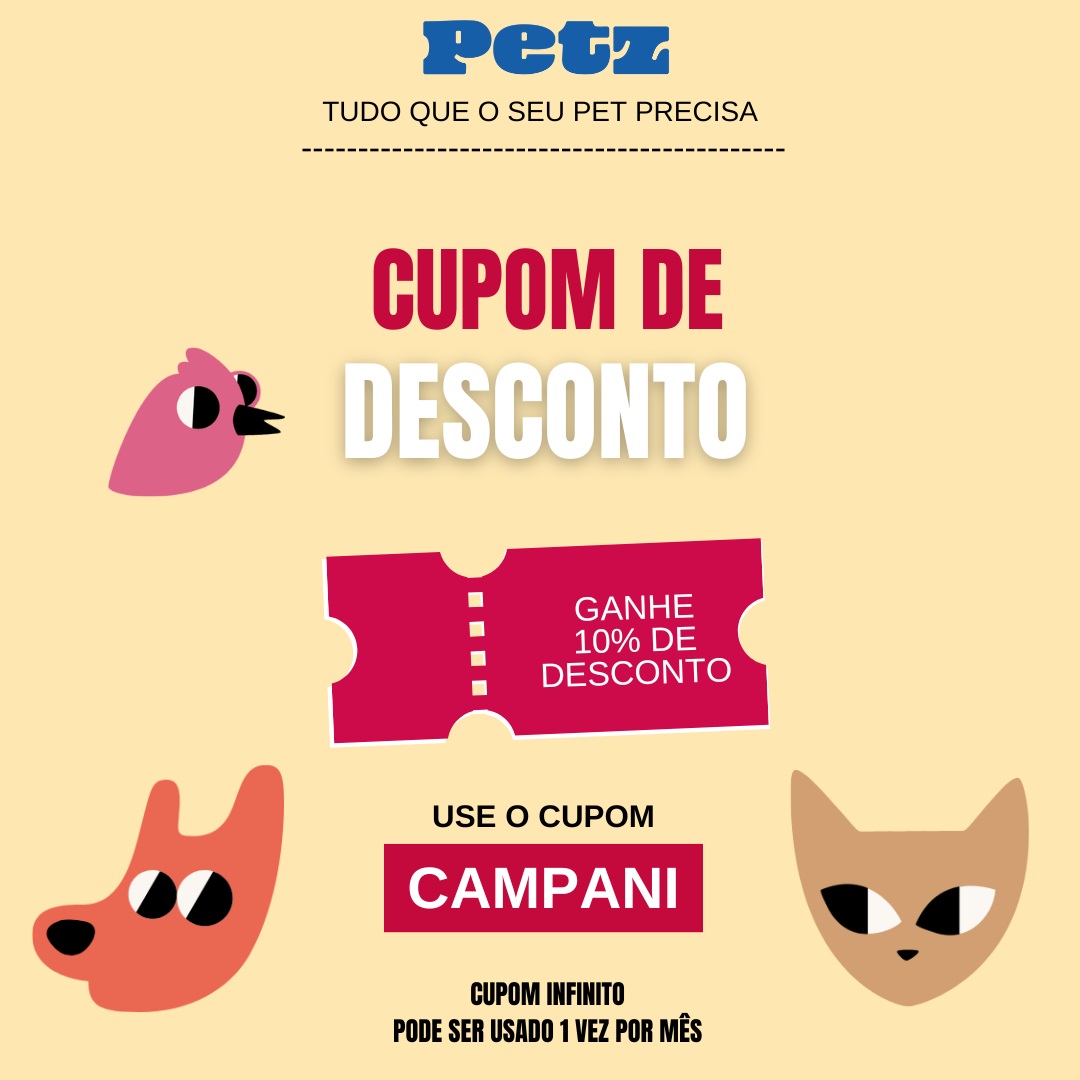 Petz
TUDO QUE O SEU PET PRECISA
CUPOM DE
DESCONTO
GANHE
10% DE
DESCONTO
USE O CUPOM
CAMPANI
CUPOM INFINITO
PODE SER USADO 1 VEZ POR MÊS